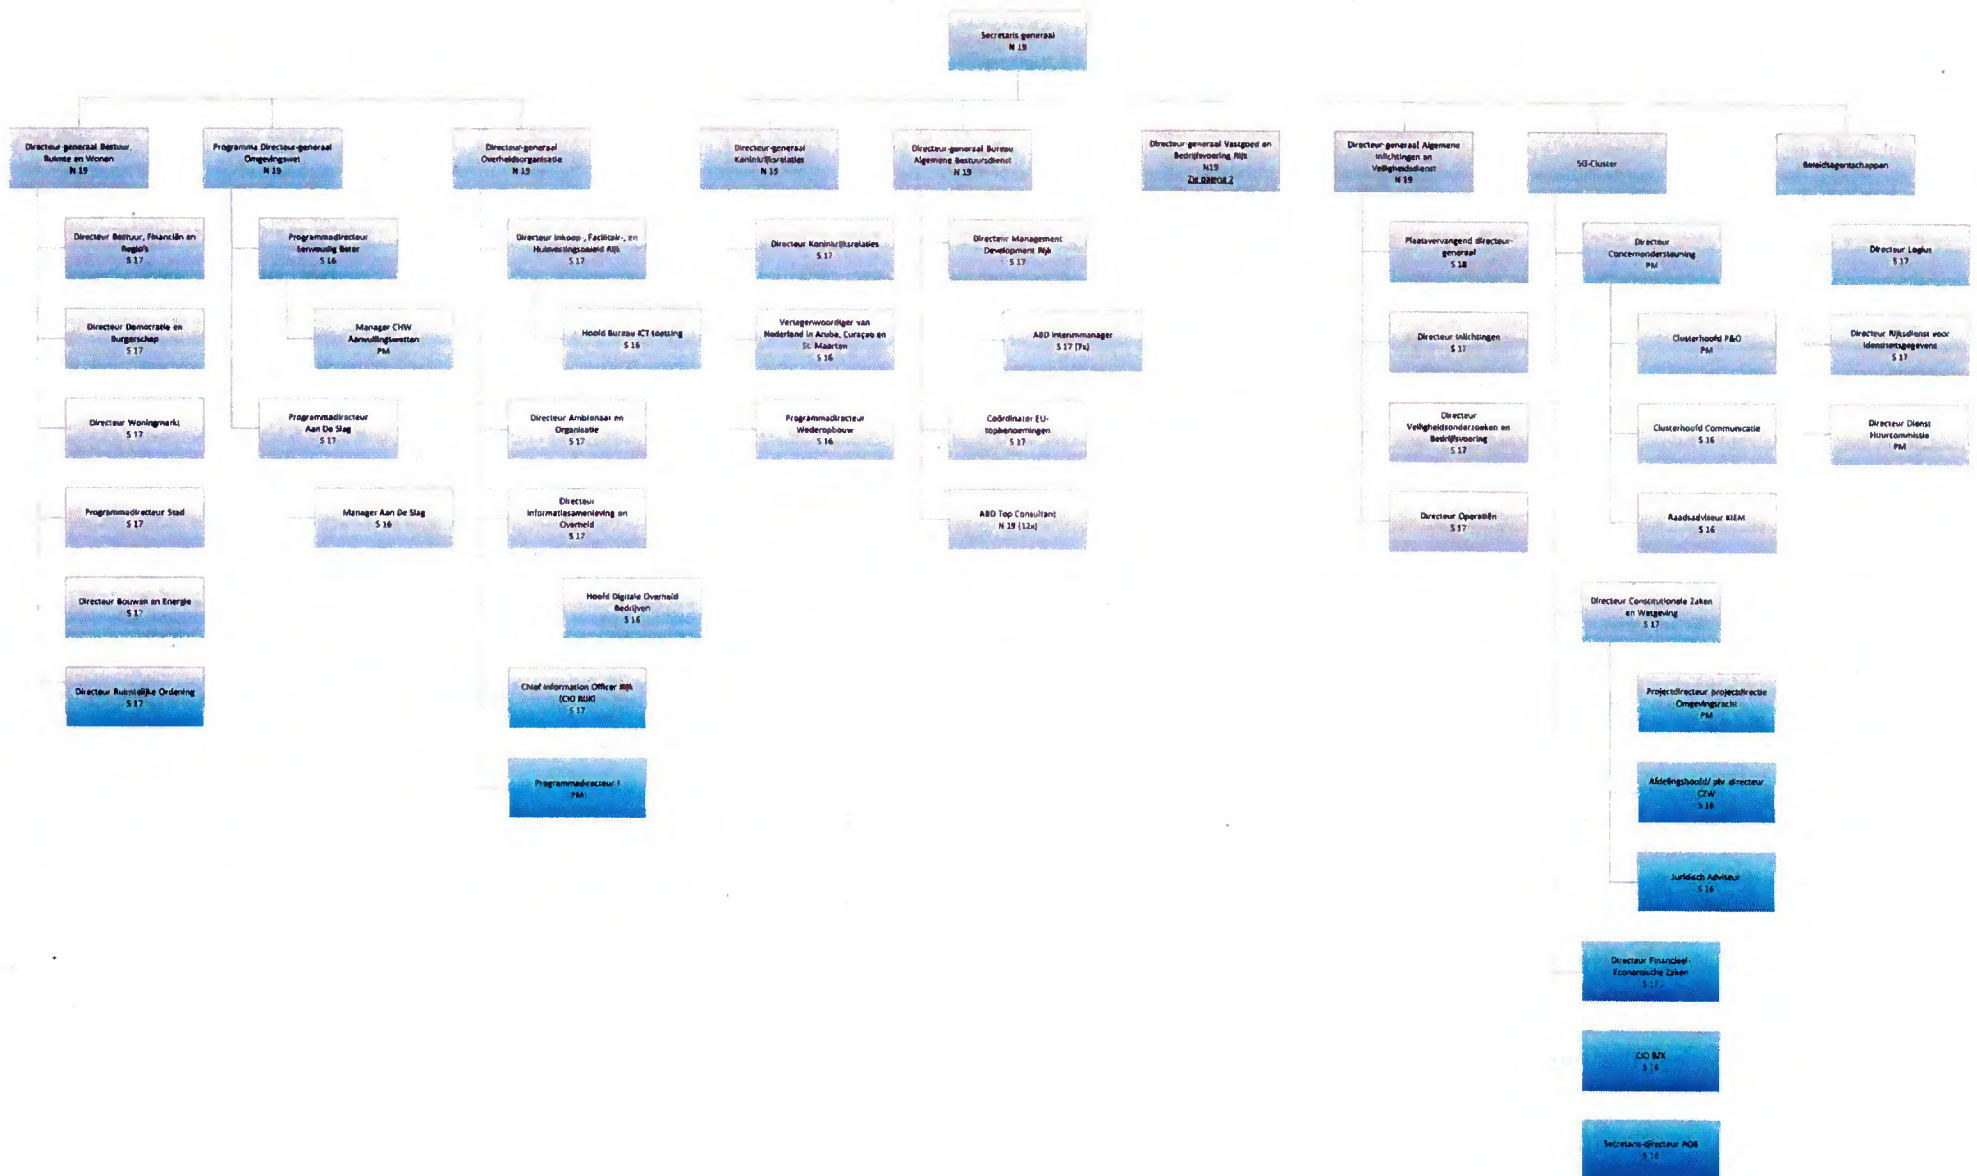 Secretaris generaal
N 19
Directeur-generaal Bestuur,
Ruimte en Wonen
N 19
Programma Directeur-generaal
Omgevingswet
N 19
Directeur-generaal
Overheidsorganisatie
N 19
Directeur-generaal
Koninkrijksrelaties
N 19
Directeur-generaal Bureau
Algemene Bestuursdienst
N 19
Directeur-generaal Vastgoed en
Bedrijfsvoering Rijk
N19
Zie pagina 2
Directeur-generaal Algemene
Inlichtingen en
Veiligheidsdienst
N 19
SG-Cluster
Beleidsagentschappen
Directeur Bestuur, Financiën en
Regio's
S 17
Directeur Democratie en
Burgerschap
S 17
Directeur Woningmarkt
S 17
Programmadirecteur Stad
S 17
Directeur Bouwen en Energie
S 17
Directeur Ruimtelijke Ordening
S 17
Programmadirecteur
Eenvoudig Beter
S 16
Manager CHW
Aanvullingswetten
PM
Programmadirecteur
Aan De Slag
S 17
Manager Aan De Slag
S 16
Directeur Inkoop-, Facilitair-, en
Huisvestingsbeleid Rijk
S 17
Hoofd Bureau ICT toetsing
S 16
Directeur Ambtenaar en
Organisatie
S 17
Directeur
Informatiesamenleving en
Overheid
S 17
Hoofd Digitale Overheid
Bedrijven
S 16
Chief Information Officer Rijk
(CIO RIJK)
S 17
Programmadirecteur I
PM
Directeur Koninkrijksrelaties
S 17
Vertegenwoordiger van
Nederland in Aruba, Curaçao en
St. Maarten
S 16
Programmadirecteur
Wederopbouw
S 16
Directeur Management
Development Rijk
S 17
ABD Interimmanager
S 17 (7x)
Coördinator EU-
topbenoemingen
S 17
ABD Top Consultant
N 19 (12x)
Plaatsvervangend directeur-
generaal
S 18
Directeur Inlichtingen
S 17
Directeur
Veiligheidsonderzoeken en
Bedrijfsvoering
S 17
Directeur Operatiën
S 17
Directeur
Concernondersteuning
PM
Clusterhoofd P&O
PM
Clusterhoofd Communicatie
S 16
Raadsadviseur KIEM
S 16
Directeur Constitutionele Zaken
en Wetgeving
S 17
Projectdirecteur projectdirectie
Omgevingsrecht
PM
Afdelingshoofd/ plv directeur
CZW
S 16
Juridisch Adviseur
S 16
Directeur Financieel-
Economische Zaken
S 17
CIO BZK
S 16
Secretaris-directeur ROB
S 16
Directeur Logius
S 17
Directeur Rijksdienst voor
Identiteitsgegevens
S 17
Directeur Dienst
Huurcommissie
PM